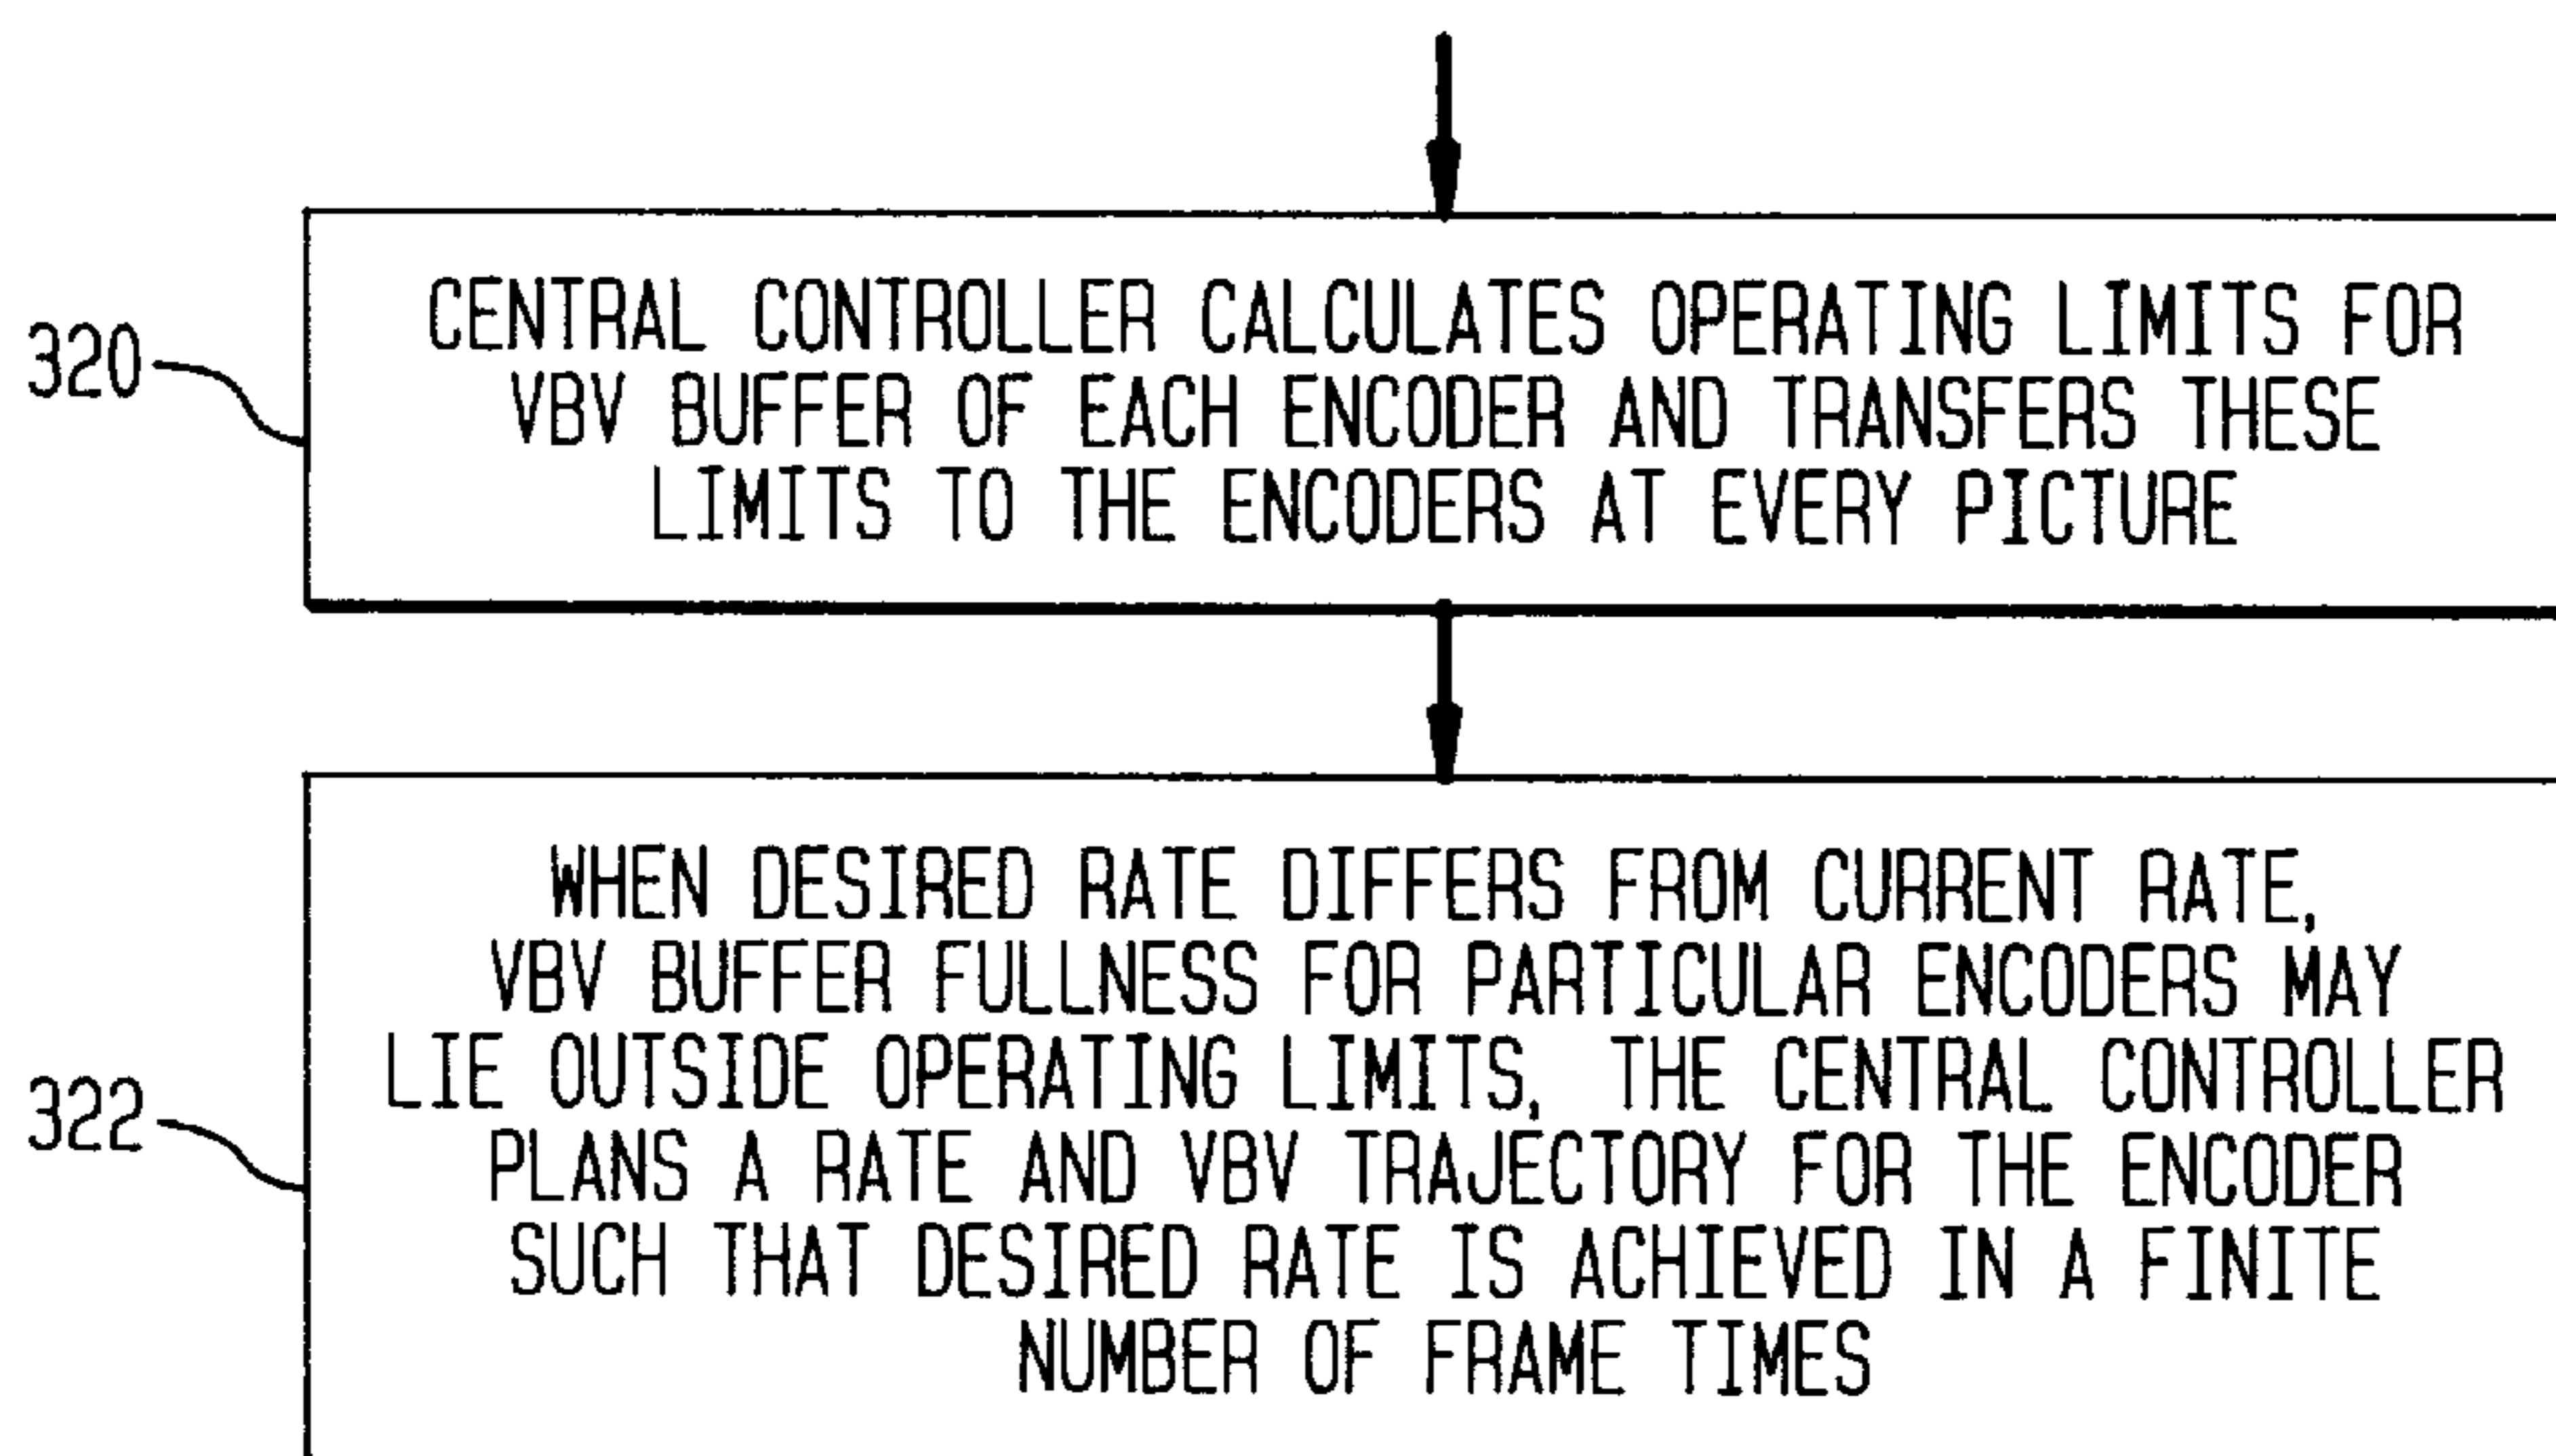 320
CENTRAL CONTROLLER CALCULATES OPERATING LIMITS FOR
VBV BUFFER OF EACH ENCODER AND TRANSFERS THESE
LIMITS TO THE ENCODERS AT EVERY PICTURE
322
WHEN DESIRED RATE DIFFERS FROM CURRENT RATE,
VBV BUFFER FULLNESS FOR PARTICULAR ENCODERS MAY
LIE OUTSIDE OPERATING LIMITS, THE CENTRAL CONTROLLER
PLANS A RATE AND VBV TRAJECTORY FOR THE ENCODER
SUCH THAT DESIRED RATE IS ACHIEVED IN A FINITE
NUMBER OF FRAME TIMES